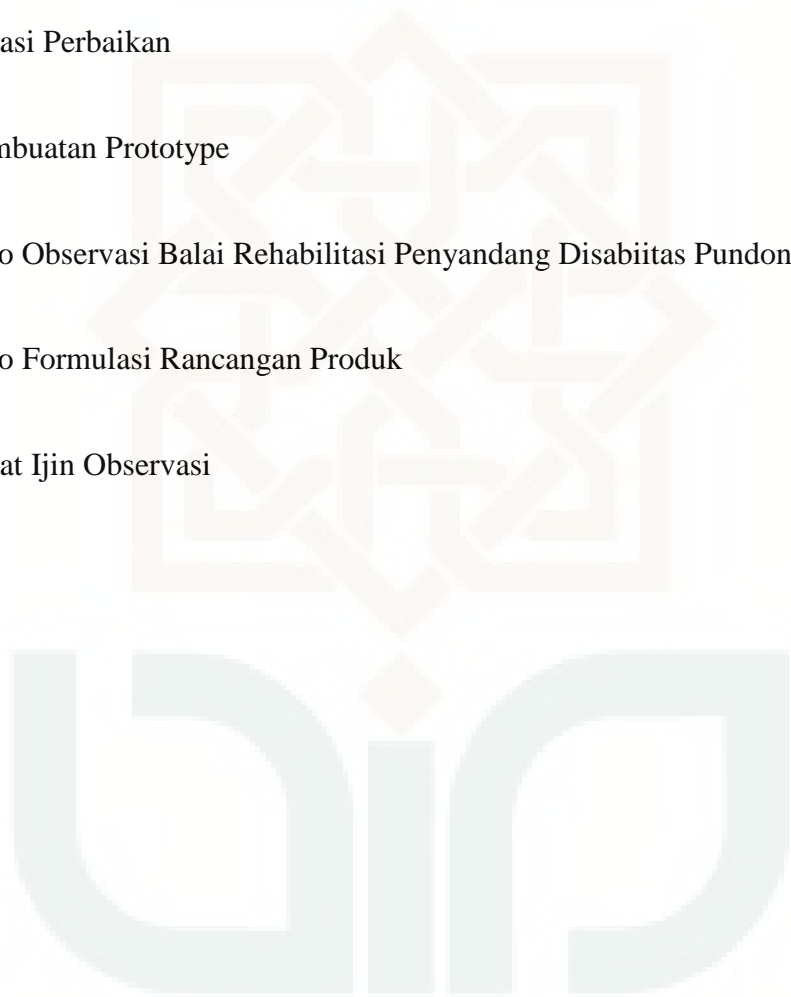 asi Perbaikan
mbuatan Prototype
o Observasi Balai Rehabilitasi Penyandang Disabiitas Pundon
o Formulasi Rancangan Produk
at Ijin Observasi